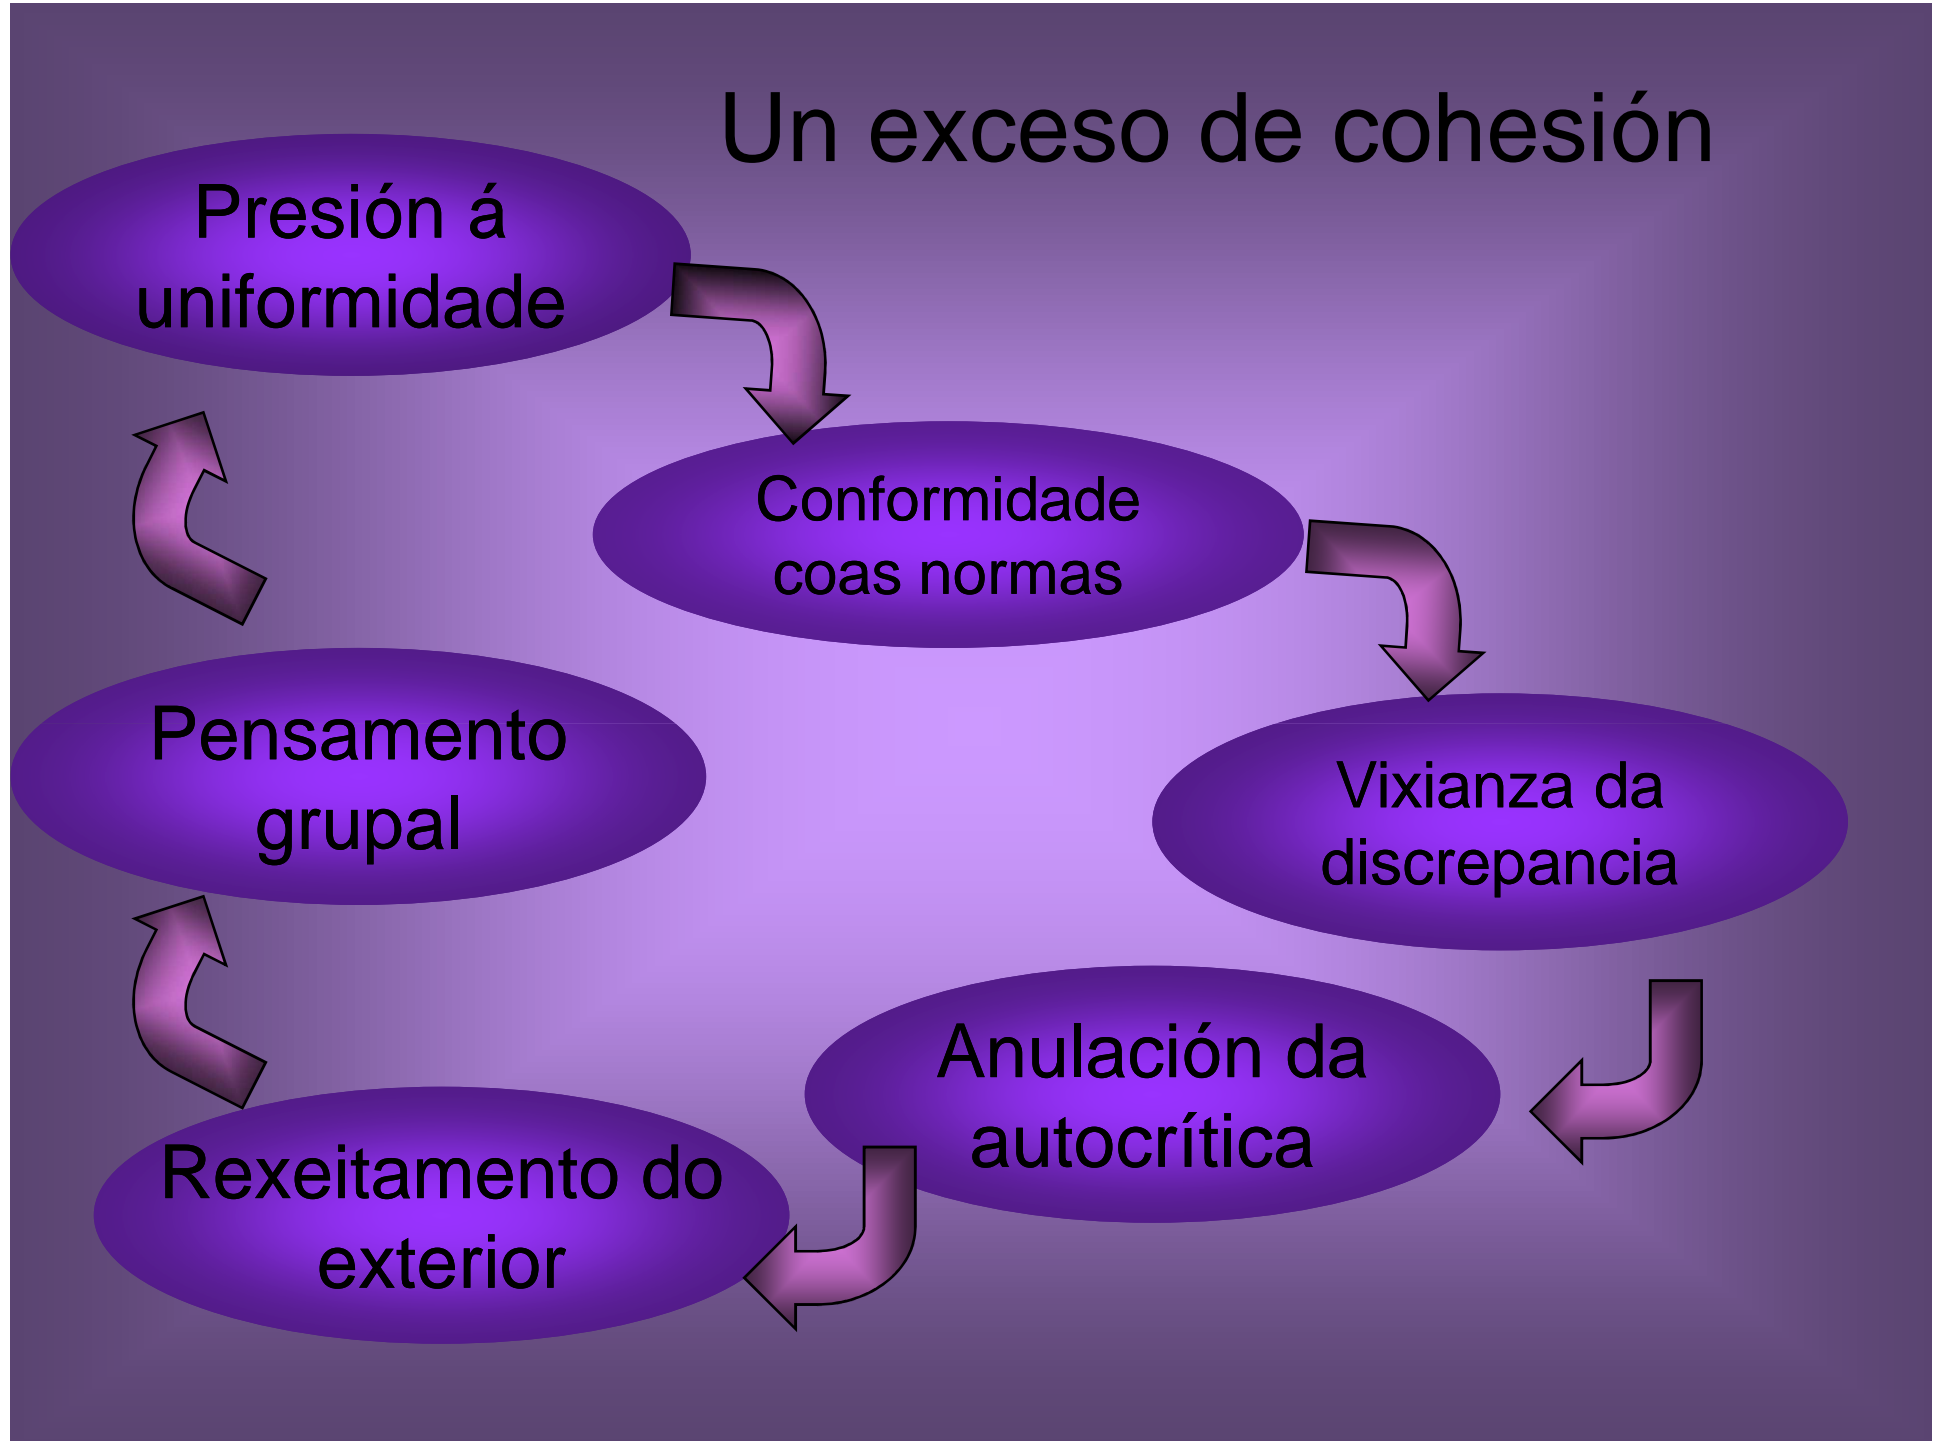 Un exceso de cohesión
Presión á
uniformidade
Conformidade
coas normas
Vixianza da
discrepancia
Anulación da
autocrítica
Rexeitamento do
exterior
Pensamento
grupal